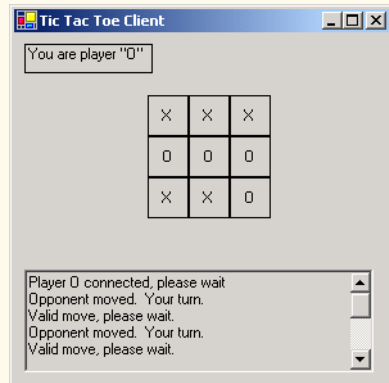 Tic Tac Toe Client
You are player "O"
X X X
O O O
X X O
Player O connected, please wait
Opponent moved.  Your turn.
Valid move, please wait.
Opponent moved.  Your turn.
Valid move, please wait.